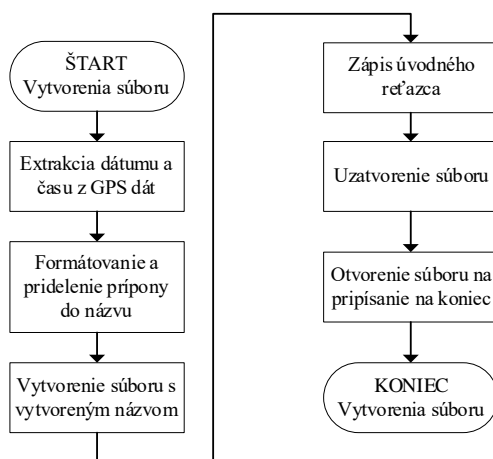 ŠTART
Vytvorenia súboru
Extrakcia dátumu a
času z GPS dát
Formátovanie a
pridelenie prípony
do názvu
Vytvorenie súboru s
vytvoreným názvom
Zápis úvodného
reťazca
Uzatvorenie súboru
Otvorenie súboru na
pripísanie na koniec
KONIEC
Vytvorenia súboru